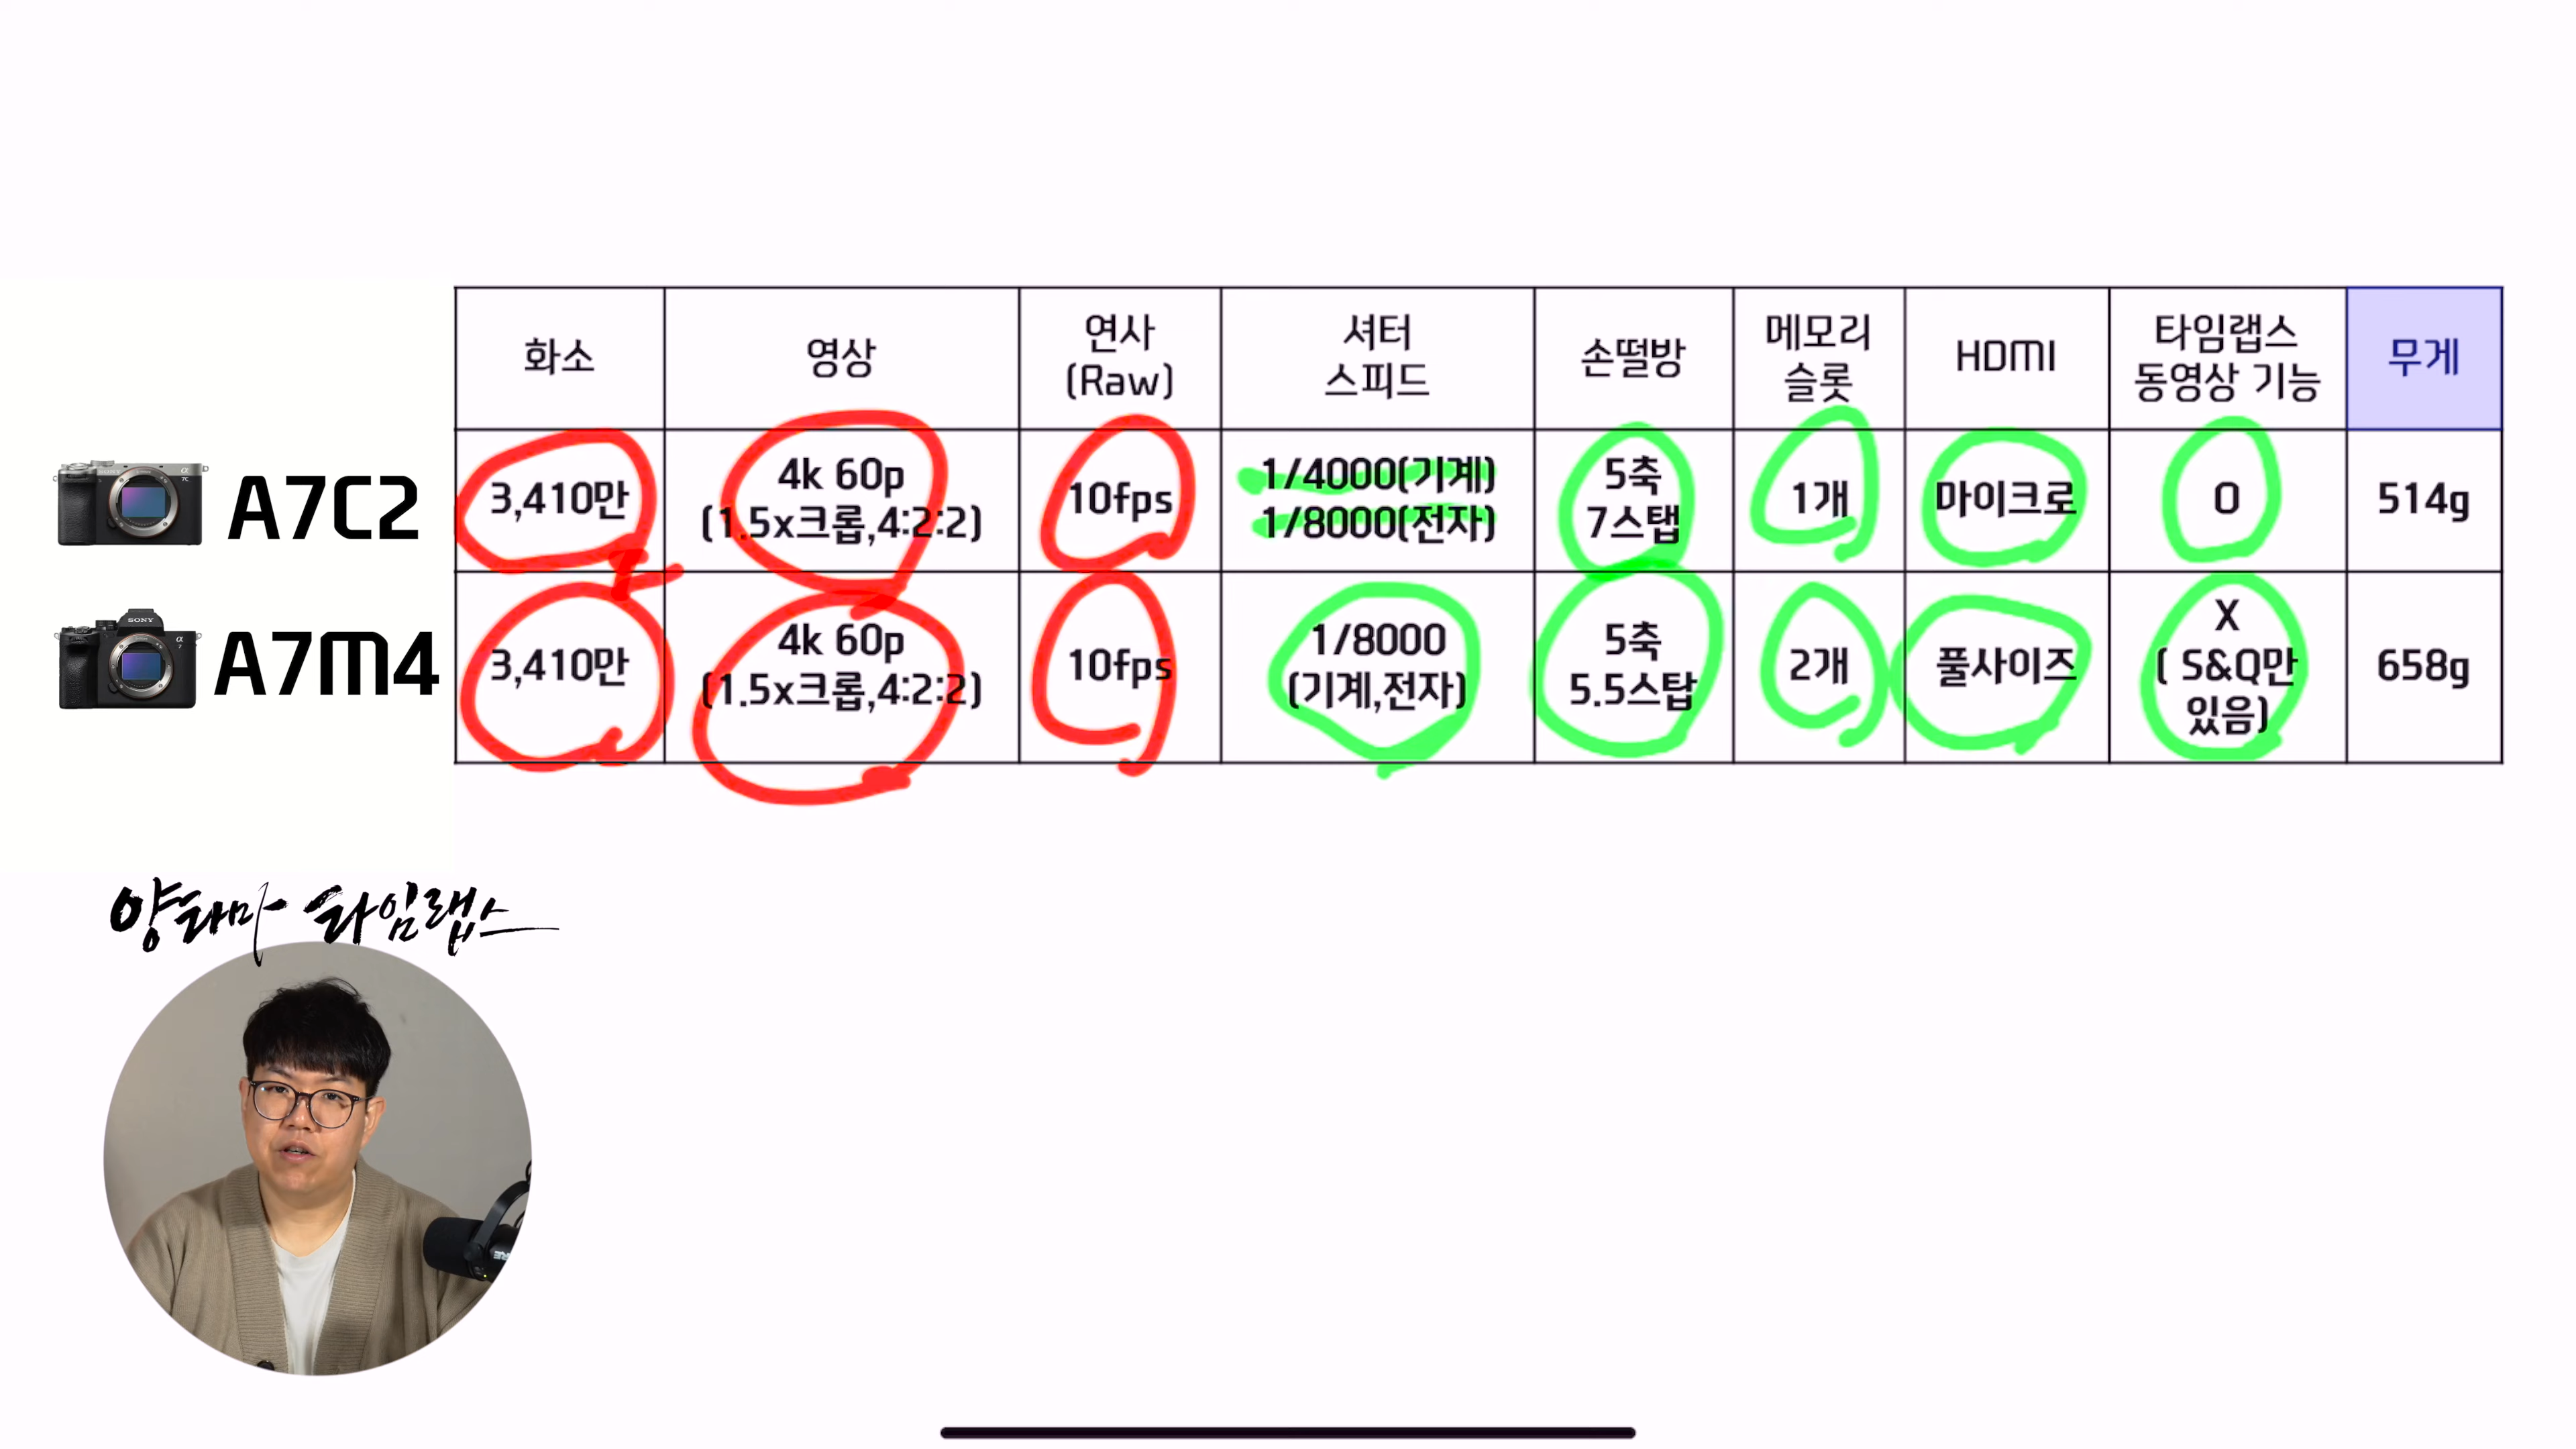 화소
영상
연사
(Raw)
셔터
스피드
손떨방
메모리
슬롯
HDMI
타임랩스
동영상 기능
무게
A7C2
3,410만
4k 60p
(1.5x크롭,4:2:2)
10fps
1/4000(기계)
1/8000(전자)
5축
7스탭
1개
마이크로
O
514g
SONY
A7M4
3,410만
4k 60p
(1.5x크롭,4:2:2)
10fps
1/8000
(기계,전자)
5축
5.5스탑
2개
풀사이즈
X
( S&Q만
있음)
658g
양타마 타임랩스